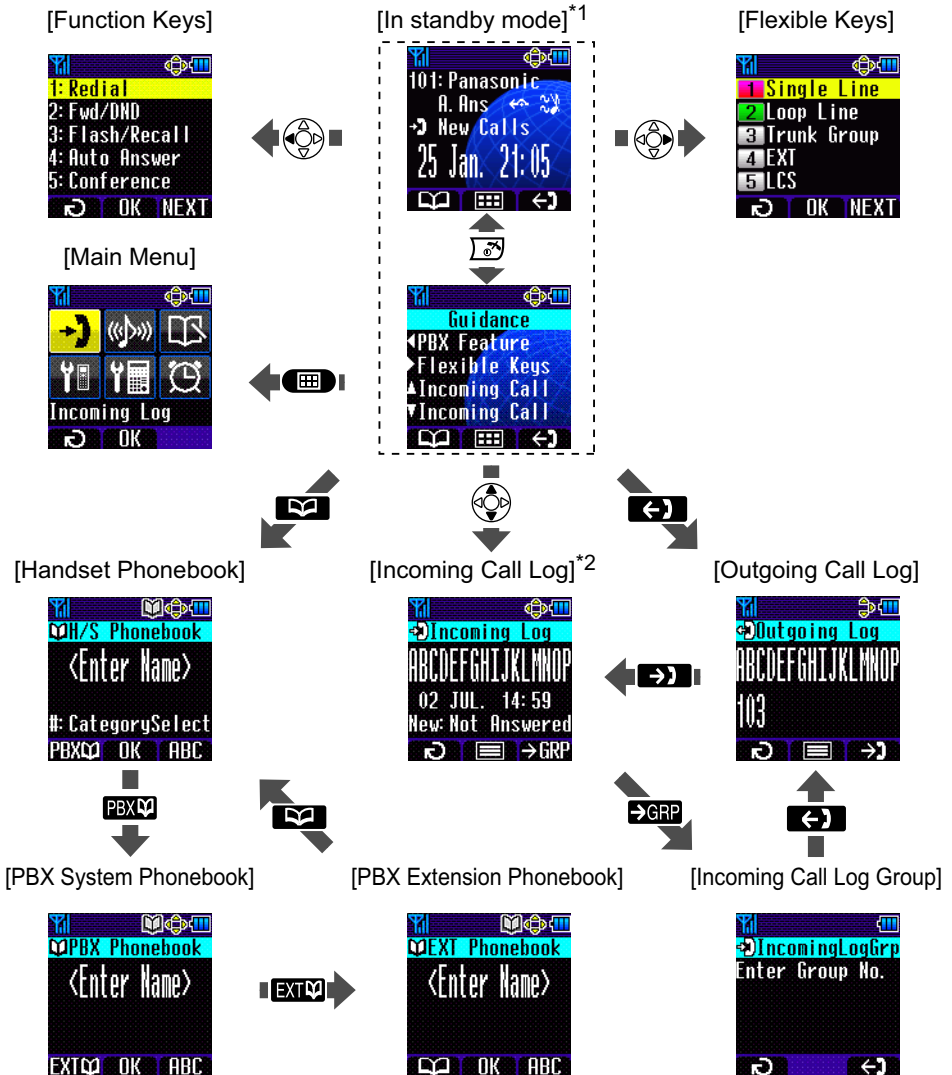 [Function Keys]
[In standby mode]*1
[Flexible Keys]
1: Redial
2: Fwd/DND
3: Flash/Recall
4: Auto Answer
5: Conference
OK NEXT
101: Panasonic
A. Ans
New Calls
25 Jan. 21:05
1 Single Line
2 Loop Line
3 Trunk Group
4 EXT
5 LCS
OK NEXT
[Main Menu]
Incoming Log
OK
Guidance
PBX Feature
Flexible Keys
Incoming Call
Incoming Call
[Handset Phonebook]
[Incoming Call Log]*2
[Outgoing Call Log]
H/S Phonebook
<Enter Name>
#: CategorySelect
PBX OK ABC
Incoming Log
ABCDEFGHIJKLMNOP
02 JUL. 14:59
New: Not Answered
→GRP
Outgoing Log
ABCDEFGHIJKLMNOP
103
PBX
→GRP
[PBX System Phonebook]
[PBX Extension Phonebook]
[Incoming Call Log Group]
PBX Phonebook
<Enter Name>
EXT OK ABC
EXT
EXT Phonebook
<Enter Name>
OK ABC
IncomingLogGrp
Enter Group No.